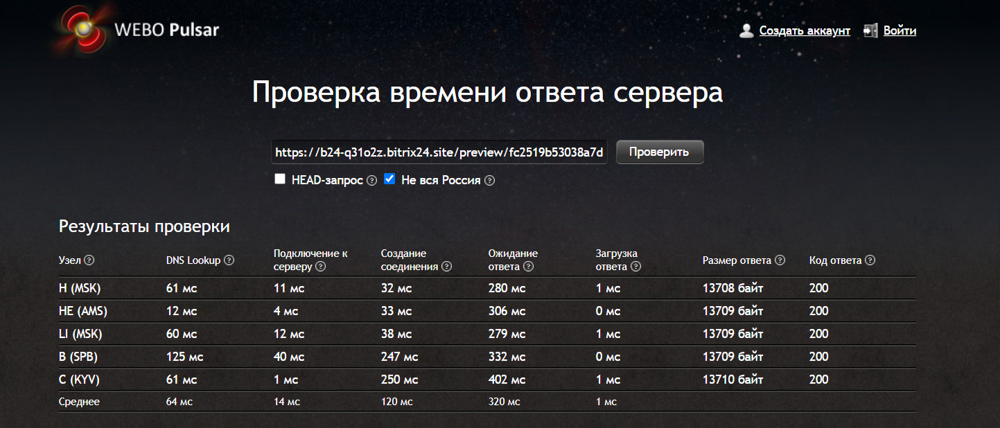 WEBO Pulsar
Создать аккаунт Войти
Проверка времени ответа сервера
https://b24-q31o2z.bitrix24.site/preview/fc2519b53038a7d Проверить
HEAD-запрос ? Не вся Россия ?
Результаты проверки
Узел ? DNS Lookup ? Подключение к серверу ? Создание соединения ? Ожидание ответа ? Загрузка ответа ? Размер ответа ? Код ответа ?
H (MSK) 61 мс 11 мс 32 мс 280 мс 1 мс 13708 байт 200
HE (AMS) 12 мс 4 мс 33 мс 306 мс 0 мс 13709 байт 200
LI (MSK) 60 мс 12 мс 38 мс 279 мс 1 мс 13709 байт 200
B (SPB) 125 мс 40 мс 247 мс 332 мс 0 мс 13709 байт 200
C (KYV) 61 мс 1 мс 250 мс 402 мс 1 мс 13710 байт 200
Среднее 64 мс 14 мс 120 мс 320 мс 1 мс